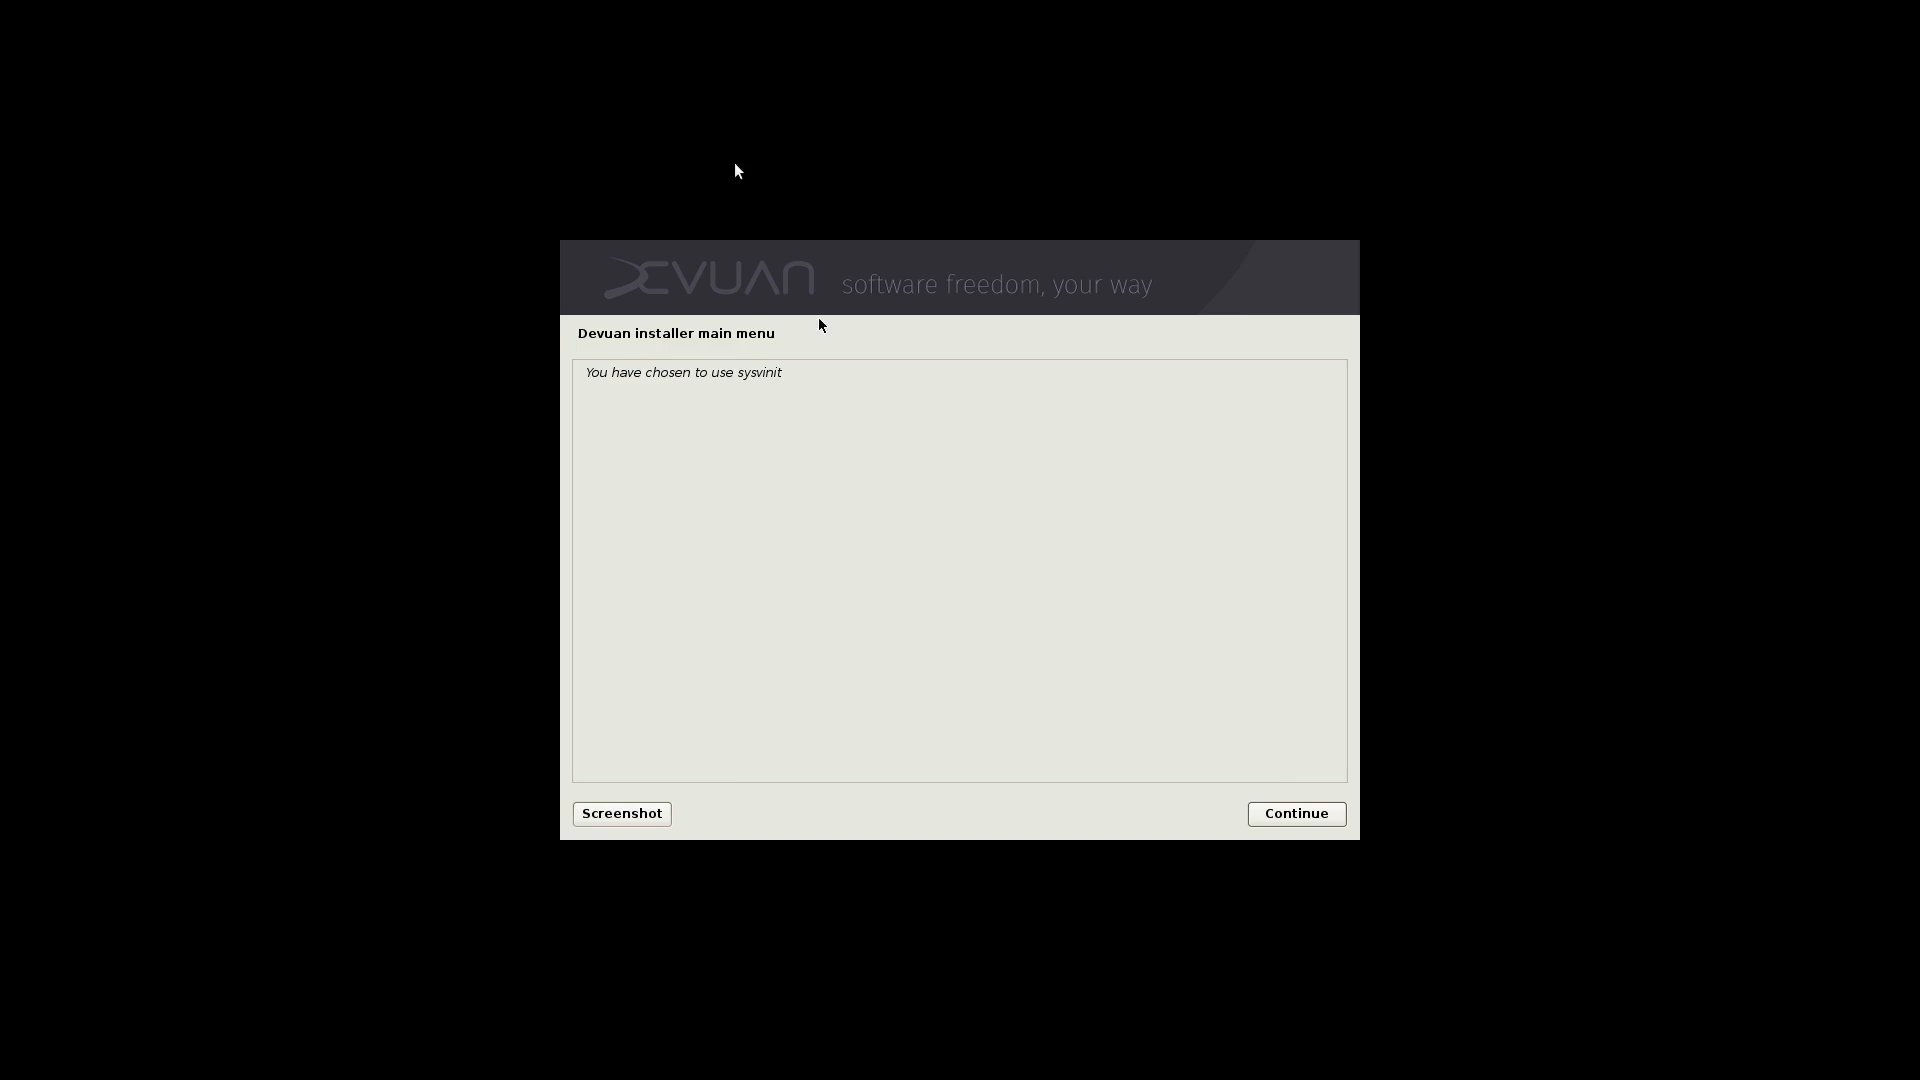 DEVUAN software freedom, your way
Devuan installer main menu
You have chosen to use sysvinit
Screenshot Continue